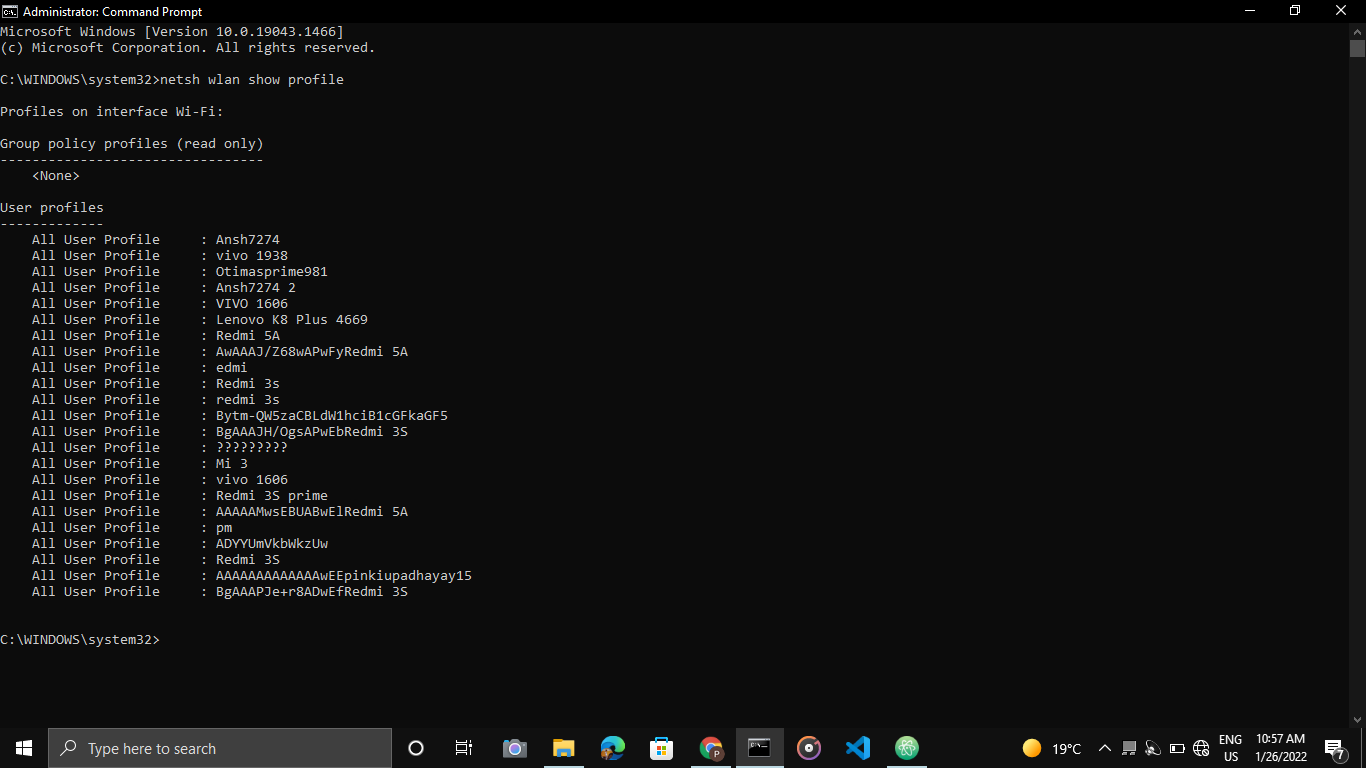 Administrator: Command Prompt
Microsoft Windows [Version 10.0.19043.1466]
(c) Microsoft Corporation. All rights reserved.
C:\WINDOWS\system32>netsh wlan show profile
Profiles on interface Wi-Fi:
Group policy profiles (read only)
---------------------------------
<None>
User profiles
-------------
All User Profile     : Ansh7274
All User Profile     : vivo 1938
All User Profile     : Otimasprime981
All User Profile     : Ansh7274 2
All User Profile     : VIVO 1606
All User Profile     : Lenovo K8 Plus 4669
All User Profile     : Redmi 5A
All User Profile     : AwAAAJ/Z68wAPwFyRedmi 5A
All User Profile     : edmi
All User Profile     : Redmi 3s
All User Profile     : redmi 3s
All User Profile     : Bytm-QW5zaCBLdW1hciB1cGFkaGF5
All User Profile     : BgAAAJH/OgsAPwEbRedmi 3S
All User Profile     : ?????????
All User Profile     : Mi 3
All User Profile     : vivo 1606
All User Profile     : Redmi 3S prime
All User Profile     : AAAAAMwsEBUABwElRedmi 5A
All User Profile     : pm
All User Profile     : ADYYUmVkbWkzUw
All User Profile     : Redmi 3S
All User Profile     : AAAAAAAAAAAAAwEEpinkiupadhayay15
All User Profile     : BgAAAPJe+r8ADwEfRedmi 3S
C:\WINDOWS\system32>
Type here to search
P
19°C
ENG
US
10:57 AM
1/26/2022
7